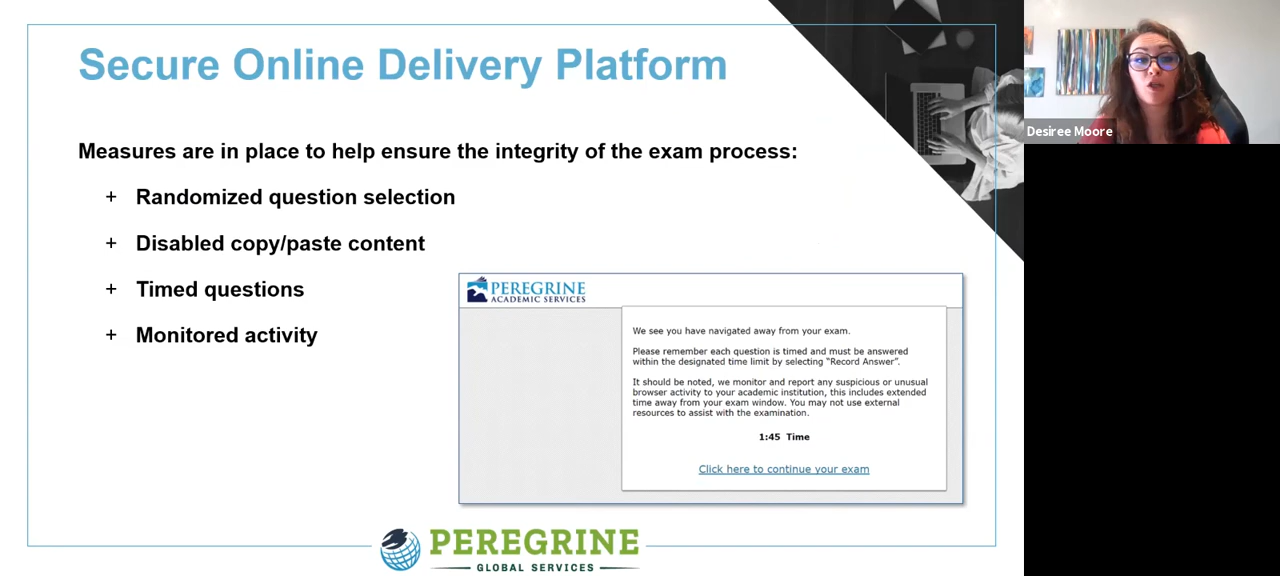 Secure Online Delivery Platform
Measures are in place to help ensure the integrity of the exam process:
+ Randomized question selection
+ Disabled copy/paste content
+ Timed questions
+ Monitored activity
PEREGRINE
ACADEMIC SERVICES
We see you have navigated away from your exam.
Please remember each question is timed and must be answered
within the designated time limit by selecting “Record Answer”.
It should be noted, we monitor and report any suspicious or unusual
browser activity to your academic institution, this includes extended
time away from your exam window. You may not use external
resources to assist with the examination.
1:45 Time
Click here to continue your exam
PEREGRINE
GLOBAL SERVICES
Desiree Moore